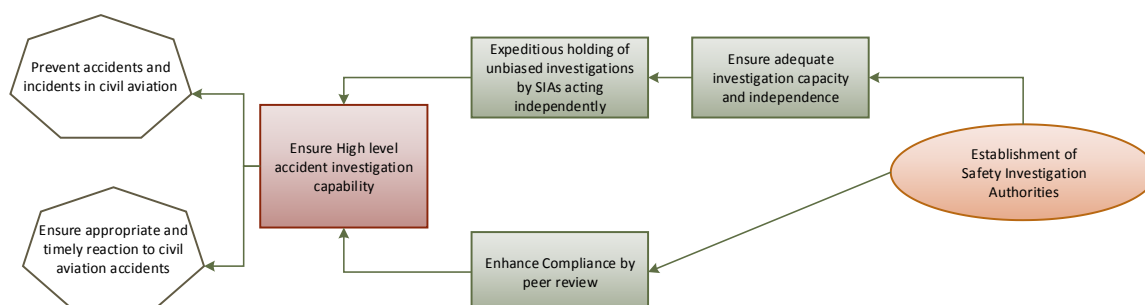 Prevent accidents and
incidents in civil aviation
Ensure appropriate and
timely reaction to civil
aviation accidents
Ensure High level
accident investigation
capability
Expeditious holding of
unbiased investigations
by SIAs acting
independently
Enhance Compliance by
peer review
Ensure adequate
investigation capacity
and independence
Establishment of
Safety Investigation
Authorities